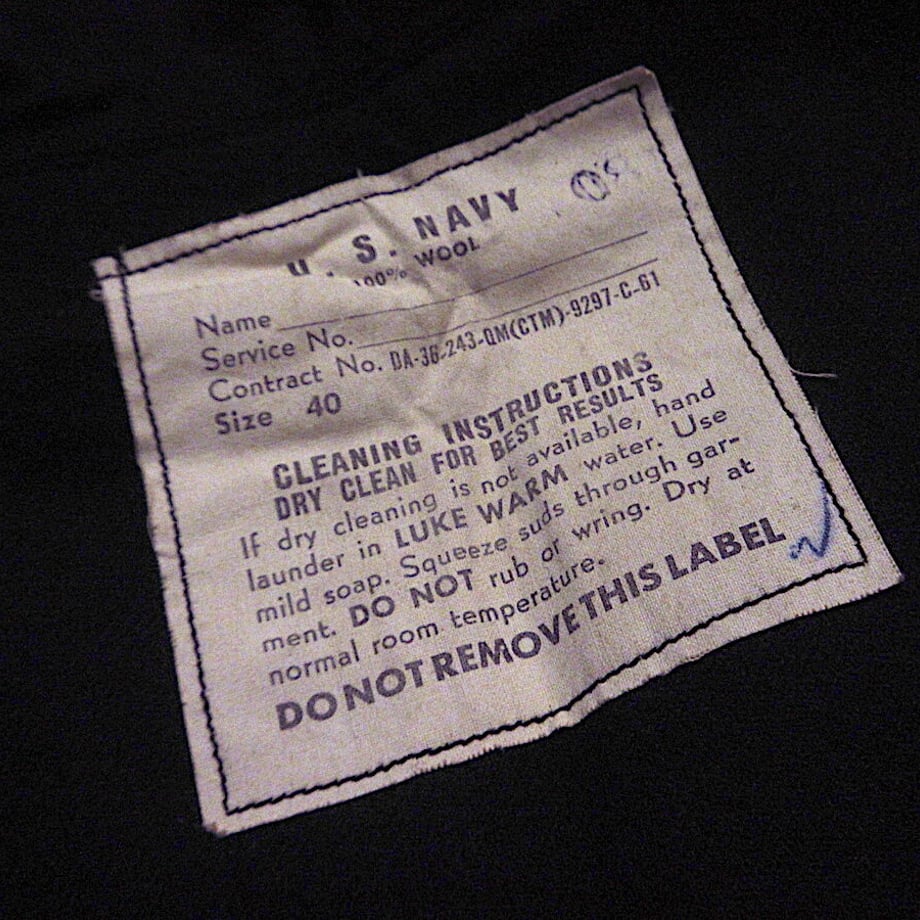 U. S. NAVY
100% WOOL
Name
Service No.
Contract No. DA-36-243-QM(CTM)-9297-C-61
Size 40
CLEANING INSTRUCTIONS
DRY CLEAN FOR BEST RESULTS
If dry cleaning is not available, hand
launder in LUKE WARM water. Use
mild soap. Squeeze suds through gar-
ment. DO NOT rub or wring. Dry at
normal room temperature.
DO NOT REMOVE THIS LABEL